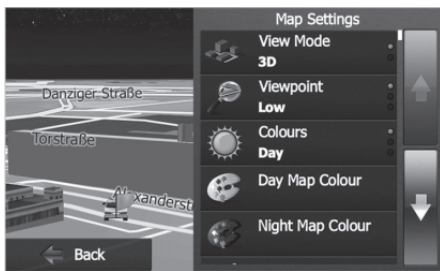 Map Settings
View Mode
3D
Viewpoint
Low
Colours
Day
Day Map Colour
Night Map Colour
Danziger Straße
Torstraße
Back